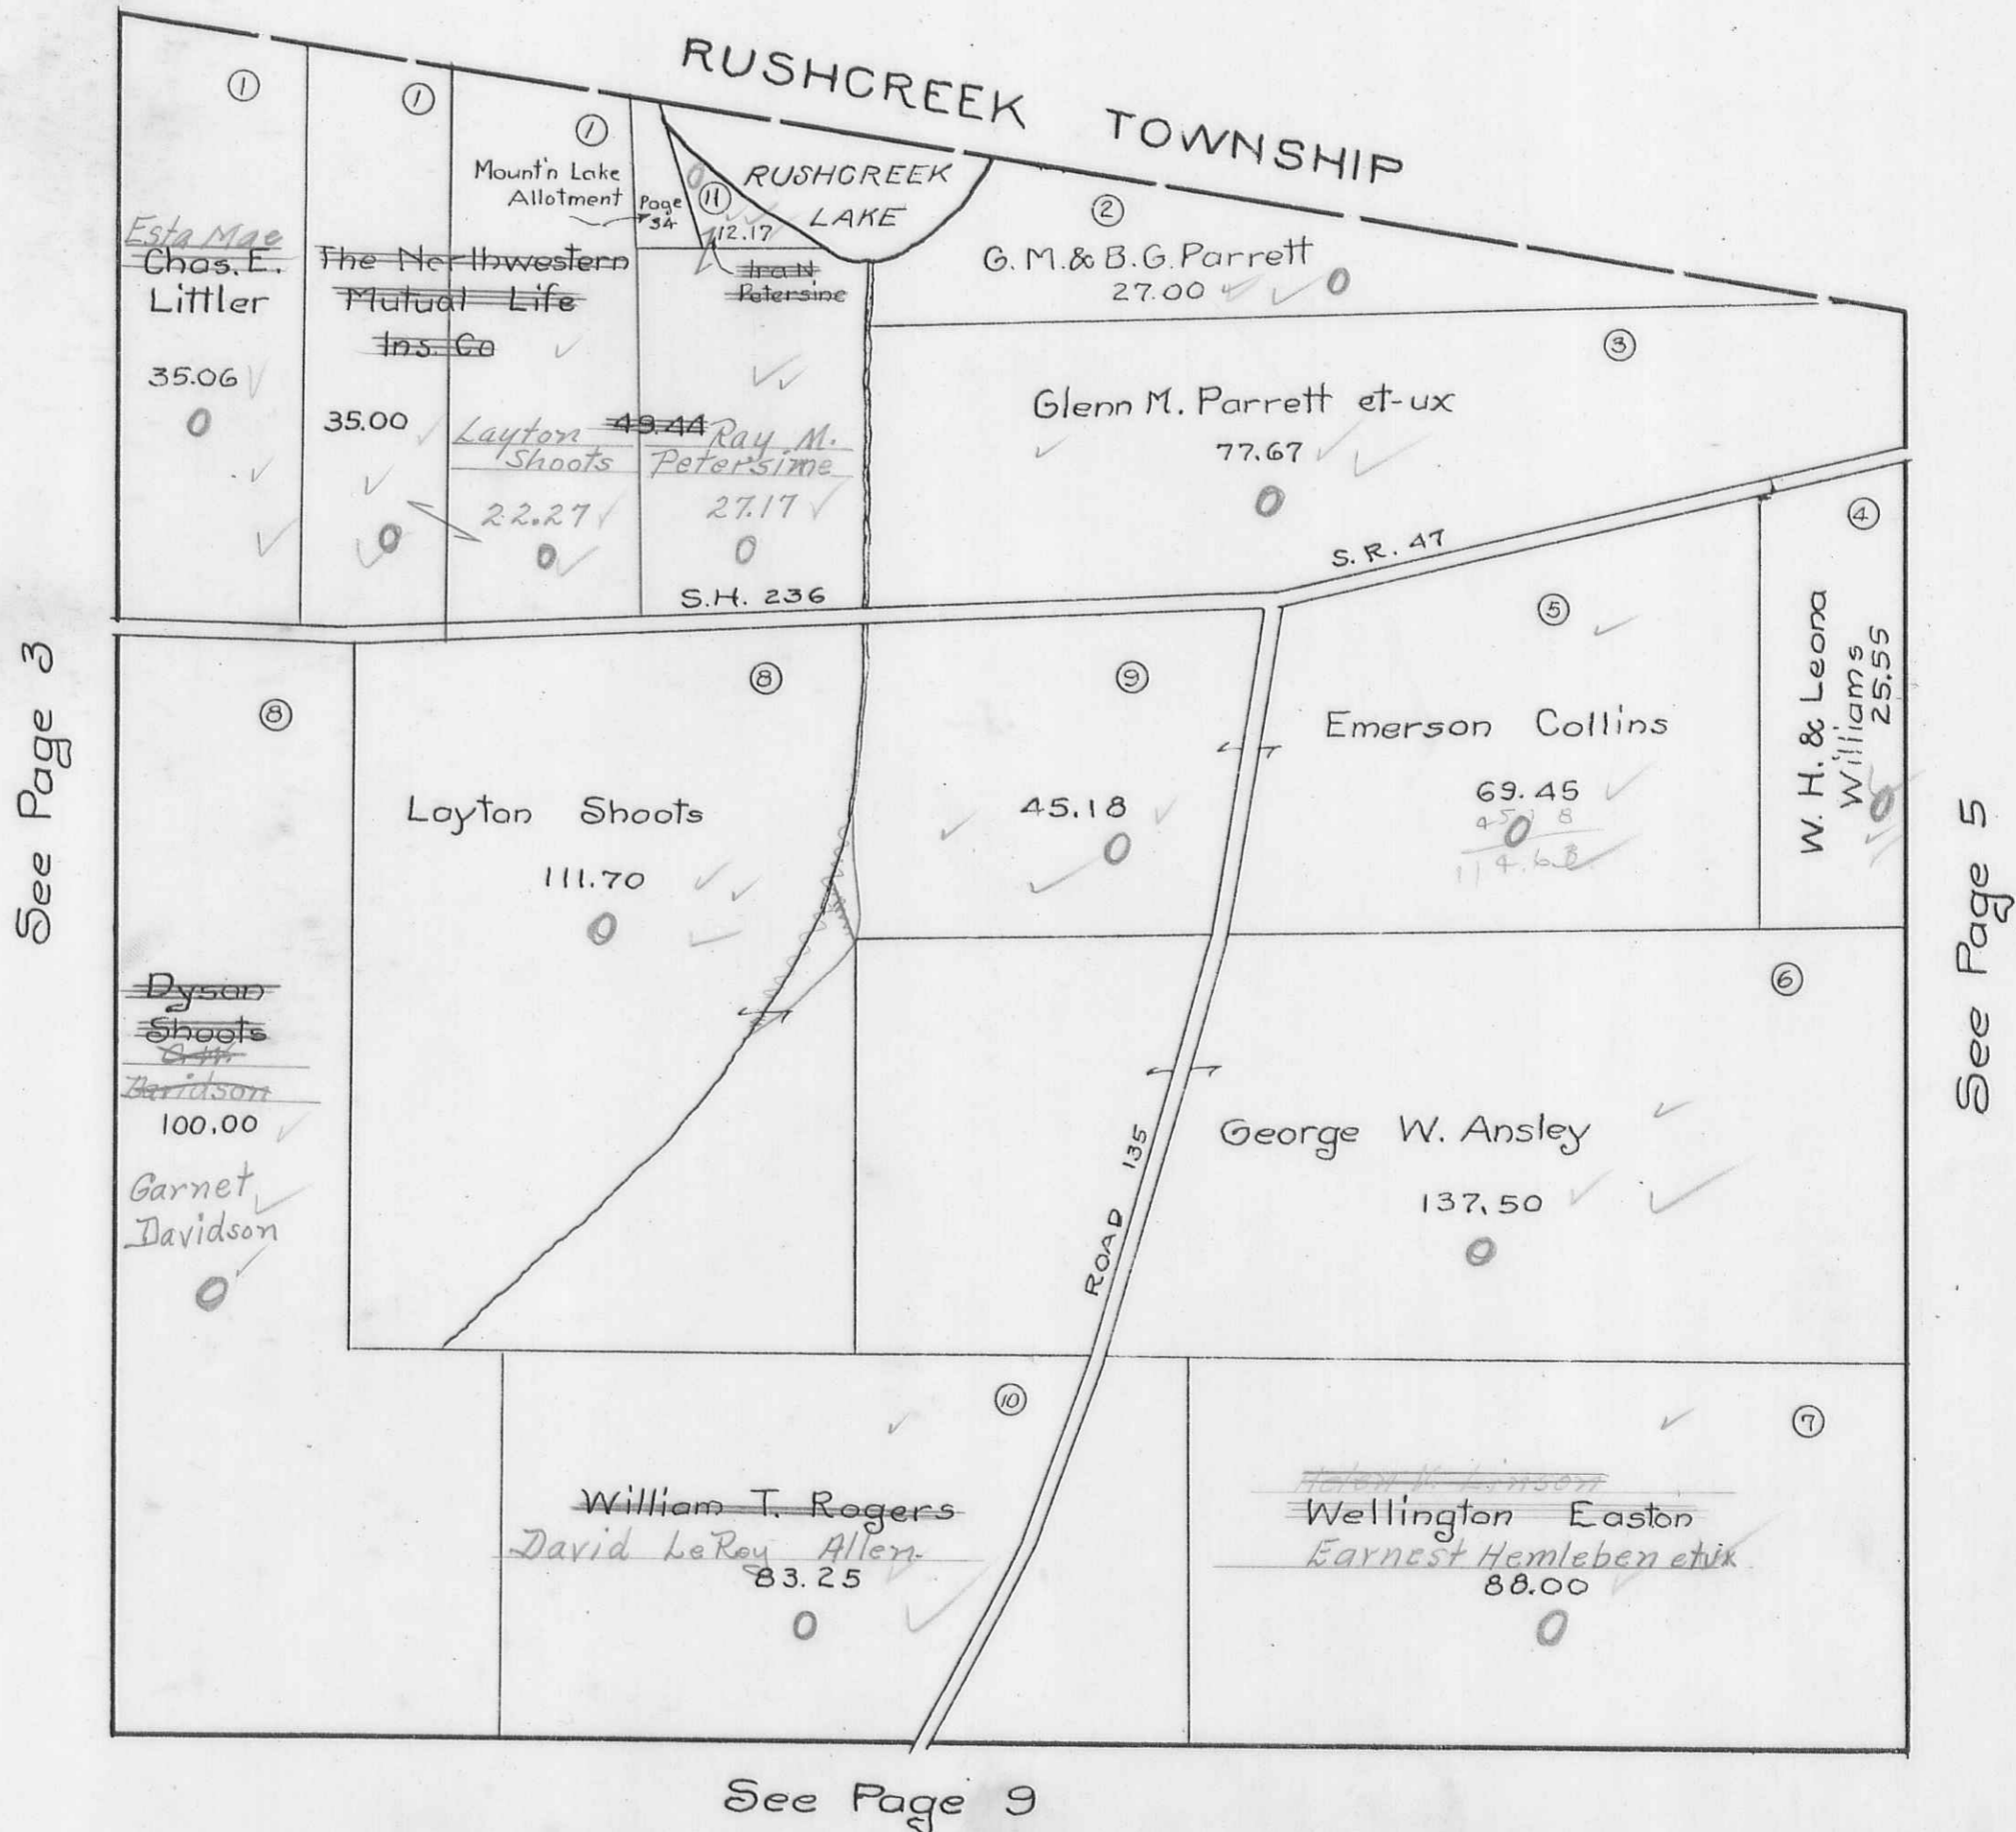 RUSHCREEK TOWNSHIP
1
1
1
Mount'n Lake
Allotment
Page
34
11
12.17
RUSHCREEK
LAKE
Ira N
Petersine
2
G. M. & B. G. Parrett
27.00
0
Esta Mae
Chas. E.
Littler
35.06
0
The Northwestern
Mutual Life
Ins. Co
35.00
0
49.44
Layton
Shoots
22.27
0
Ray M.
Petersime
27.17
0
3
Glenn M. Parrett et-ux
77.67
0
S.R. 47
S.H. 236
4
W. H. & Leona
Williams
25.55
0
5
Emerson Collins
69.45
45.18
0
114.63
See Page 3
8
Dyson
Shoots
G.W.
Davidson
100.00
Garnet
Davidson
0
8
Layton Shoots
111.70
0
9
45.18
0
See Page 5
6
George W. Ansley
137.50
0
ROAD 135
10
William T. Rogers
David LeRoy Allen
83.25
0
7
Helen V. Linson
Wellington Easton
Earnest Hemleben et ux
88.00
0
See Page 9